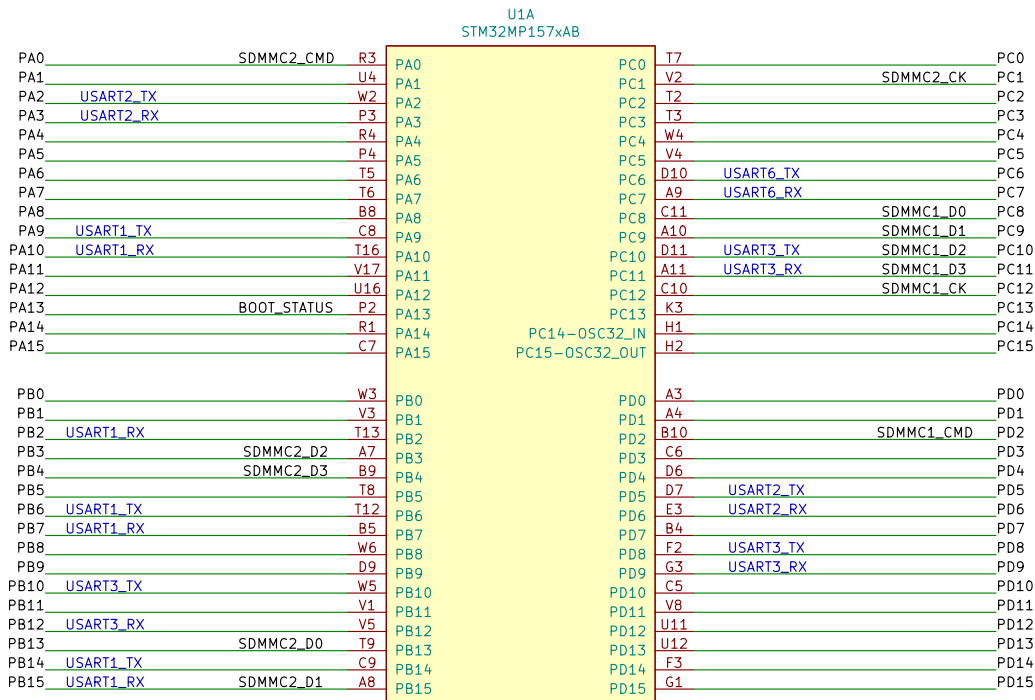 U1A
STM32MP157xAB
PA0 SDMMC2_CMD R3 PA0 PC0 T7 PC0
PA1 U4 PA1 PC1 V2 SDMMC2_CK PC1
PA2 USART2_TX W2 PA2 PC2 T2 PC2
PA3 USART2_RX P3 PA3 PC3 T3 PC3
PA4 R4 PA4 PC4 W4 PC4
PA5 P4 PA5 PC5 V4 PC5
PA6 T5 PA6 PC6 D10 USART6_TX PC6
PA7 T6 PA7 PC7 A9 USART6_RX PC7
PA8 B8 PA8 PC8 C11 SDMMC1_D0 PC8
PA9 USART1_TX C8 PA9 PC9 A10 SDMMC1_D1 PC9
PA10 USART1_RX T16 PA10 PC10 D11 USART3_TX SDMMC1_D2 PC10
PA11 V17 PA11 PC11 A11 USART3_RX SDMMC1_D3 PC11
PA12 U16 PA12 PC12 C10 SDMMC1_CK PC12
PA13 BOOT_STATUS P2 PA13 PC13 K3 PC13
PA14 R1 PA14 PC14-OSC32_IN H1 PC14
PA15 C7 PA15 PC15-OSC32_OUT H2 PC15
PB0 W3 PB0 PD0 A3 PD0
PB1 V3 PB1 PD1 A4 PD1
PB2 USART1_RX T13 PB2 PD2 B10 SDMMC1_CMD PD2
PB3 SDMMC2_D2 A7 PB3 PD3 C6 PD3
PB4 SDMMC2_D3 B9 PB4 PD4 D6 PD4
PB5 T8 PB5 PD5 D7 USART2_TX PD5
PB6 USART1_TX T12 PB6 PD6 E3 USART2_RX PD6
PB7 USART1_RX B5 PB7 PD7 B4 PD7
PB8 W6 PB8 PD8 F2 USART3_TX PD8
PB9 D9 PB9 PD9 G3 USART3_RX PD9
PB10 USART3_TX W5 PB10 PD10 C5 PD10
PB11 V1 PB11 PD11 V8 PD11
PB12 USART3_RX V5 PB12 PD12 U11 PD12
PB13 SDMMC2_D0 T9 PB13 PD13 U12 PD13
PB14 USART1_TX C9 PB14 PD14 F3 PD14
PB15 USART1_RX SDMMC2_D1 A8 PB15 PD15 G1 PD15